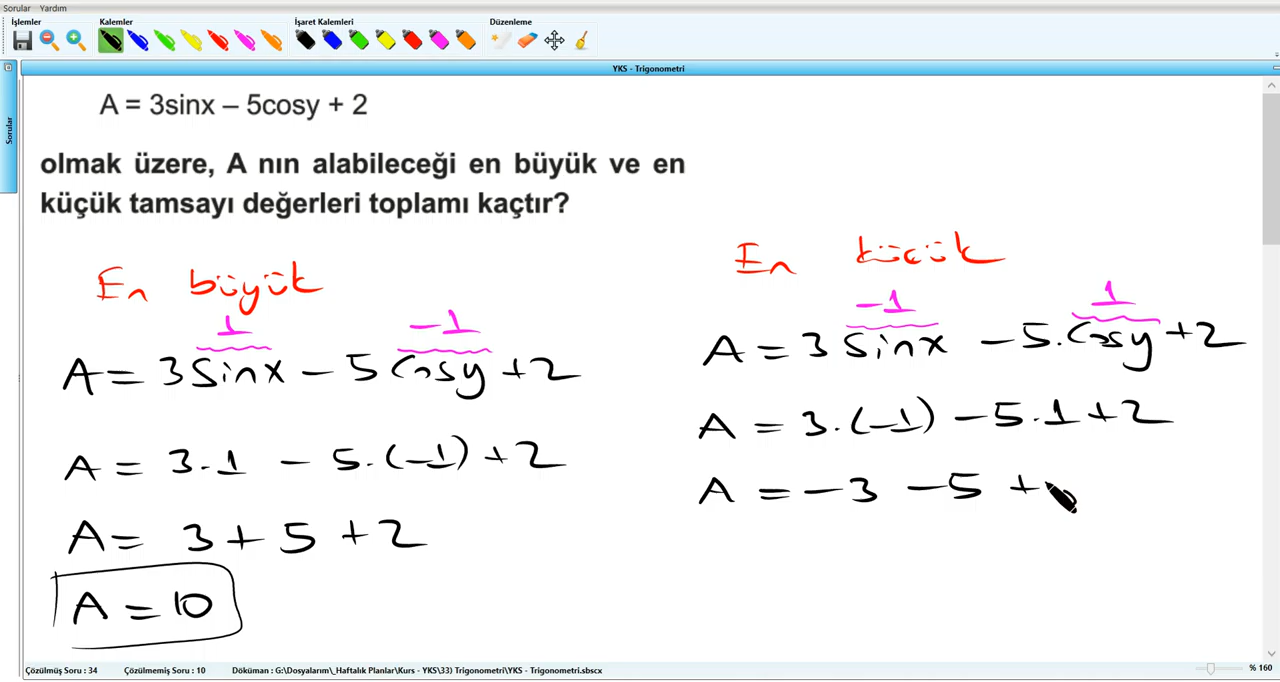 Sorular Yardım
İşlemler Kalemler İşaret Kalemleri Düzenleme
YKS - Trigonometri
Sorular
A = 3sinx – 5cosy + 2
olmak üzere, A nın alabileceği en büyük ve en
küçük tamsayı değerleri toplamı kaçtır?
En büyük
1 -1
A = 3sinx - 5cosy + 2
A = 3.1 - 5.(-1) + 2
A = 3 + 5 + 2
A = 10
En küçük
-1 1
A = 3sinx - 5.cosy + 2
A = 3.(-1) - 5.1 + 2
A = -3 - 5 +
Çözülmüş Soru : 34 Çözülmemiş Soru : 10 Döküman : G:\Dosyalarım\_Haftalık Planlar\Kurs - YKS\33) Trigonometri\YKS - Trigonometri.sbscx % 160